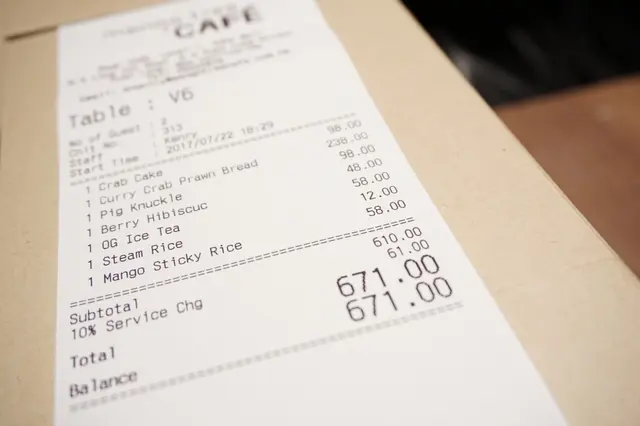 CAFE
Table : V6
No of Guest : 2
Chit No: : 313
Staff : Kenny
Start Time : 2017/07/22 18:29
1 Crab Cake 98.00
1 Curry Crab Prawn Bread 238.00
1 Pig Knuckle 98.00
1 Berry Hibiscuc 48.00
1 OG Ice Tea 58.00
1 Steam Rice 12.00
1 Mango Sticky Rice 58.00
Subtotal 610.00
10% Service Chg 61.00
Total 671.00
Balance 671.00